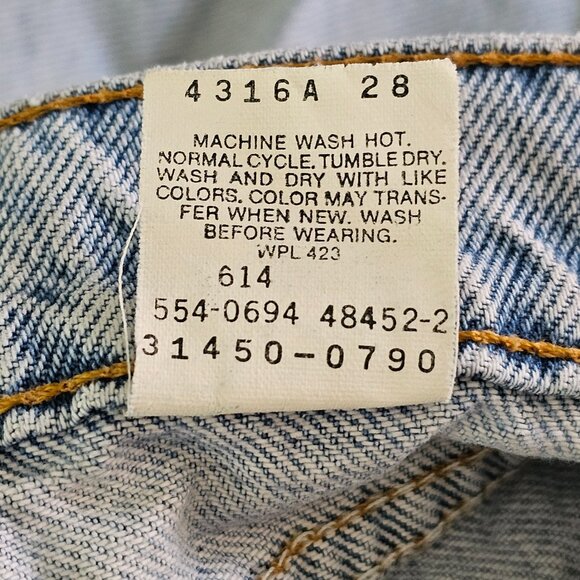 4316A 28
MACHINE WASH HOT.
NORMAL CYCLE. TUMBLE DRY.
WASH AND DRY WITH LIKE
COLORS. COLOR MAY TRANS-
FER WHEN NEW. WASH
BEFORE WEARING.
WPL 423
614
554-0694 48452-2
31450-0790